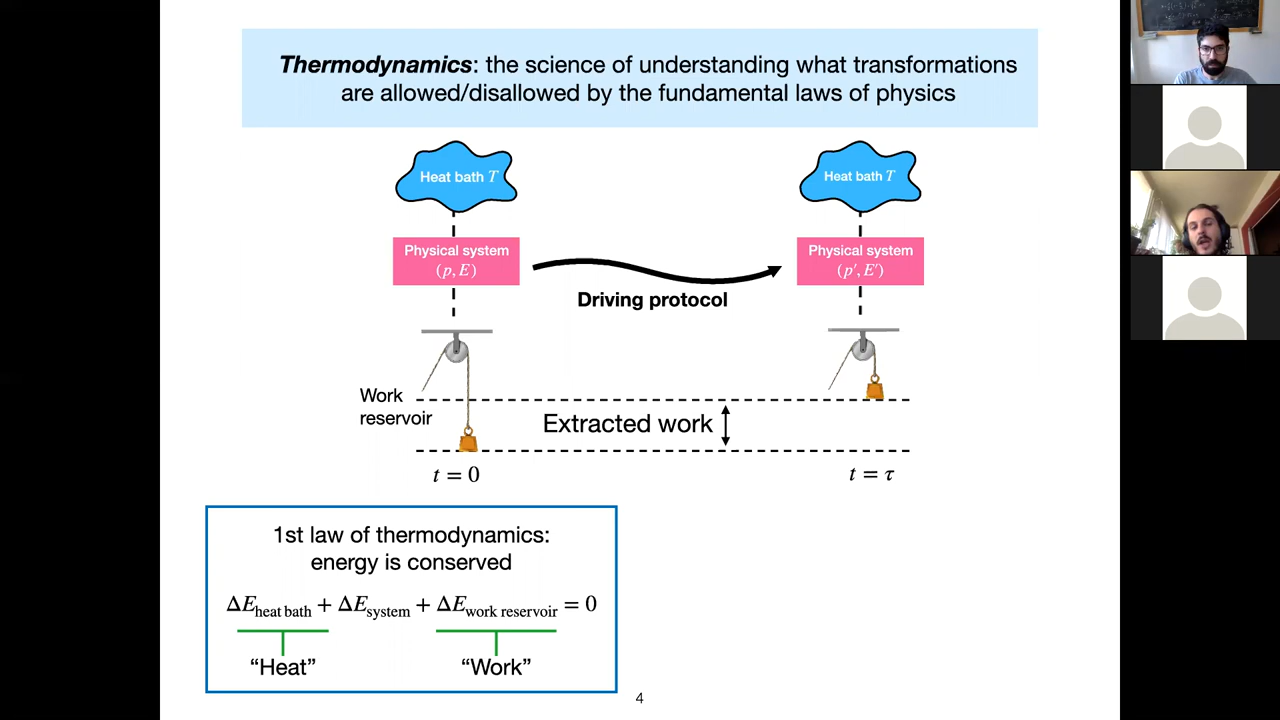 Thermodynamics: the science of understanding what transformations
are allowed/disallowed by the fundamental laws of physics
Heat bath T
Heat bath T
Physical system
(p, E)
Physical system
(p′, E′)
Driving protocol
Work
reservoir
Extracted work
t = 0
t = τ
1st law of thermodynamics:
energy is conserved
ΔE_heat bath + ΔE_system + ΔE_work reservoir = 0
“Heat”
“Work”
4